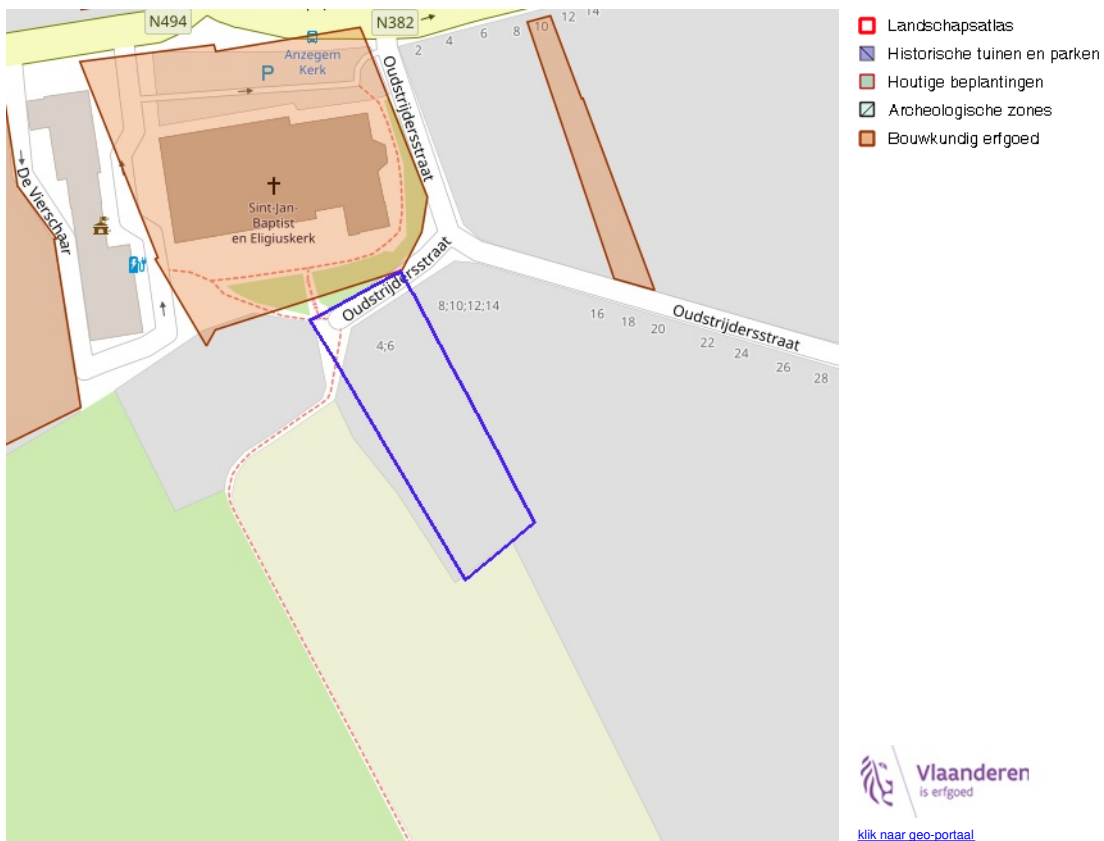 N494
N382
Anzegem
Kerk
P
2
4
6
8
10
12
14
Oudstrijdersstraat
De Vierschaar
Sint-Jan-
Baptist
en Eligiuskerk
Oudstrijdersstraat
8;10;12;14
4;6
16
18
20
Oudstrijdersstraat
22
24
26
28
Landschapsatlas
Historische tuinen en parken
Houtige beplantingen
Archeologische zones
Bouwkundig erfgoed
Vlaanderen
is erfgoed
klik naar geo-portaal